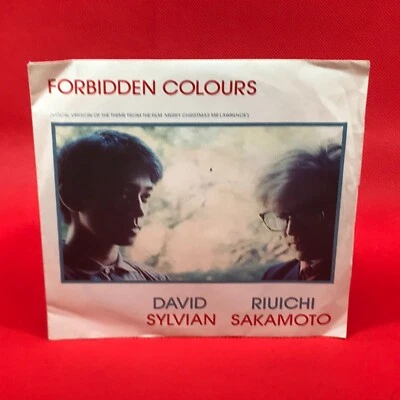 FORBIDDEN COLOURS
(VOCAL VERSION OF THE THEME FROM THE FILM 'MERRY CHRISTMAS MR LAWRENCE')
DAVID RIUICHI
SYLVIAN SAKAMOTO